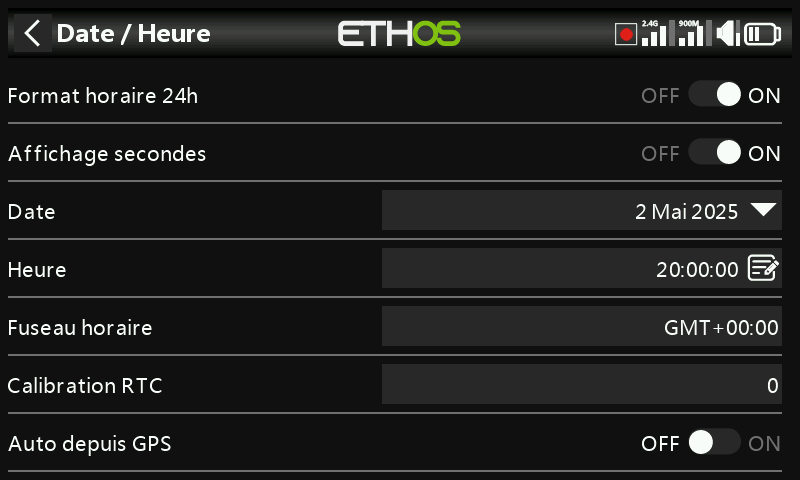 Date / Heure
ETHOS
2.4G
900M
Format horaire 24h
OFF ON
Affichage secondes
OFF ON
Date
2 Mai 2025
Heure
20:00:00
Fuseau horaire
GMT+00:00
Calibration RTC
0
Auto depuis GPS
OFF ON